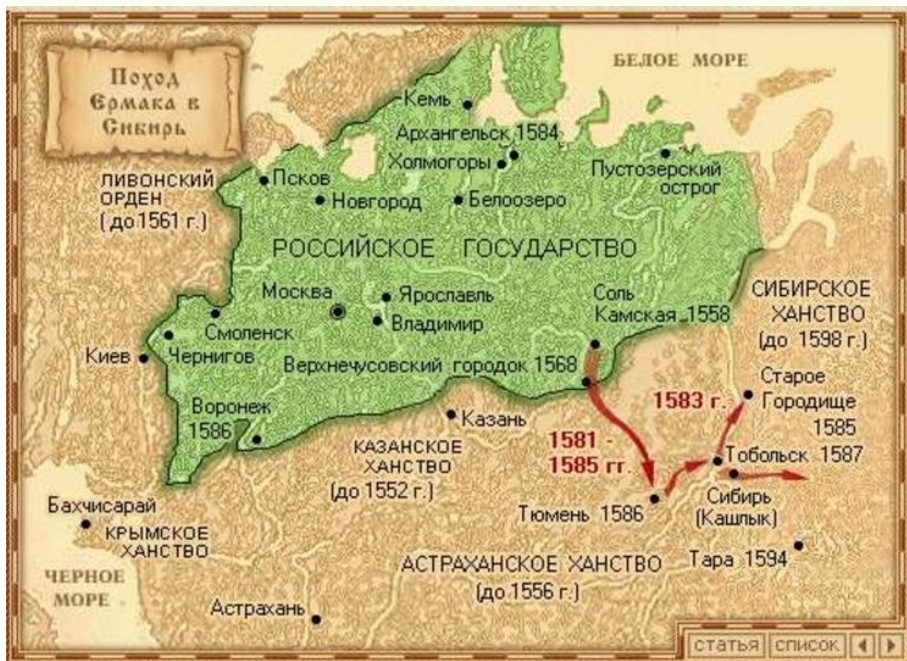 Поход
Ермака в
Сибирь
БЕЛОЕ МОРЕ
Кемь
Архангельск 1584
Холмогоры
Пустозерский
острог
ЛИВОНСКИЙ
ОРДЕН
(до 1561 г.)
Псков
Новгород
Белоозеро
РОССИЙСКОЕ ГОСУДАРСТВО
Москва
Ярославль
Владимир
Соль
Камская 1558
СИБИРСКОЕ
ХАНСТВО
(до 1598 г.)
Смоленск
Киев
Чернигов
Верхнечусовский городок 1568
Старое
Городище
1585
1583 г.
Воронеж
1586
Казань
КАЗАНСКОЕ
ХАНСТВО
(до 1552 г.)
1581 -
1585 гг.
Тобольск 1587
Сибирь
(Кашлык)
Тюмень 1586
Бахчисарай
КРЫМСКОЕ
ХАНСТВО
АСТРАХАНСКОЕ ХАНСТВО
(до 1556 г.)
Тара 1594
ЧЕРНОЕ
МОРЕ
Астрахань
статья список